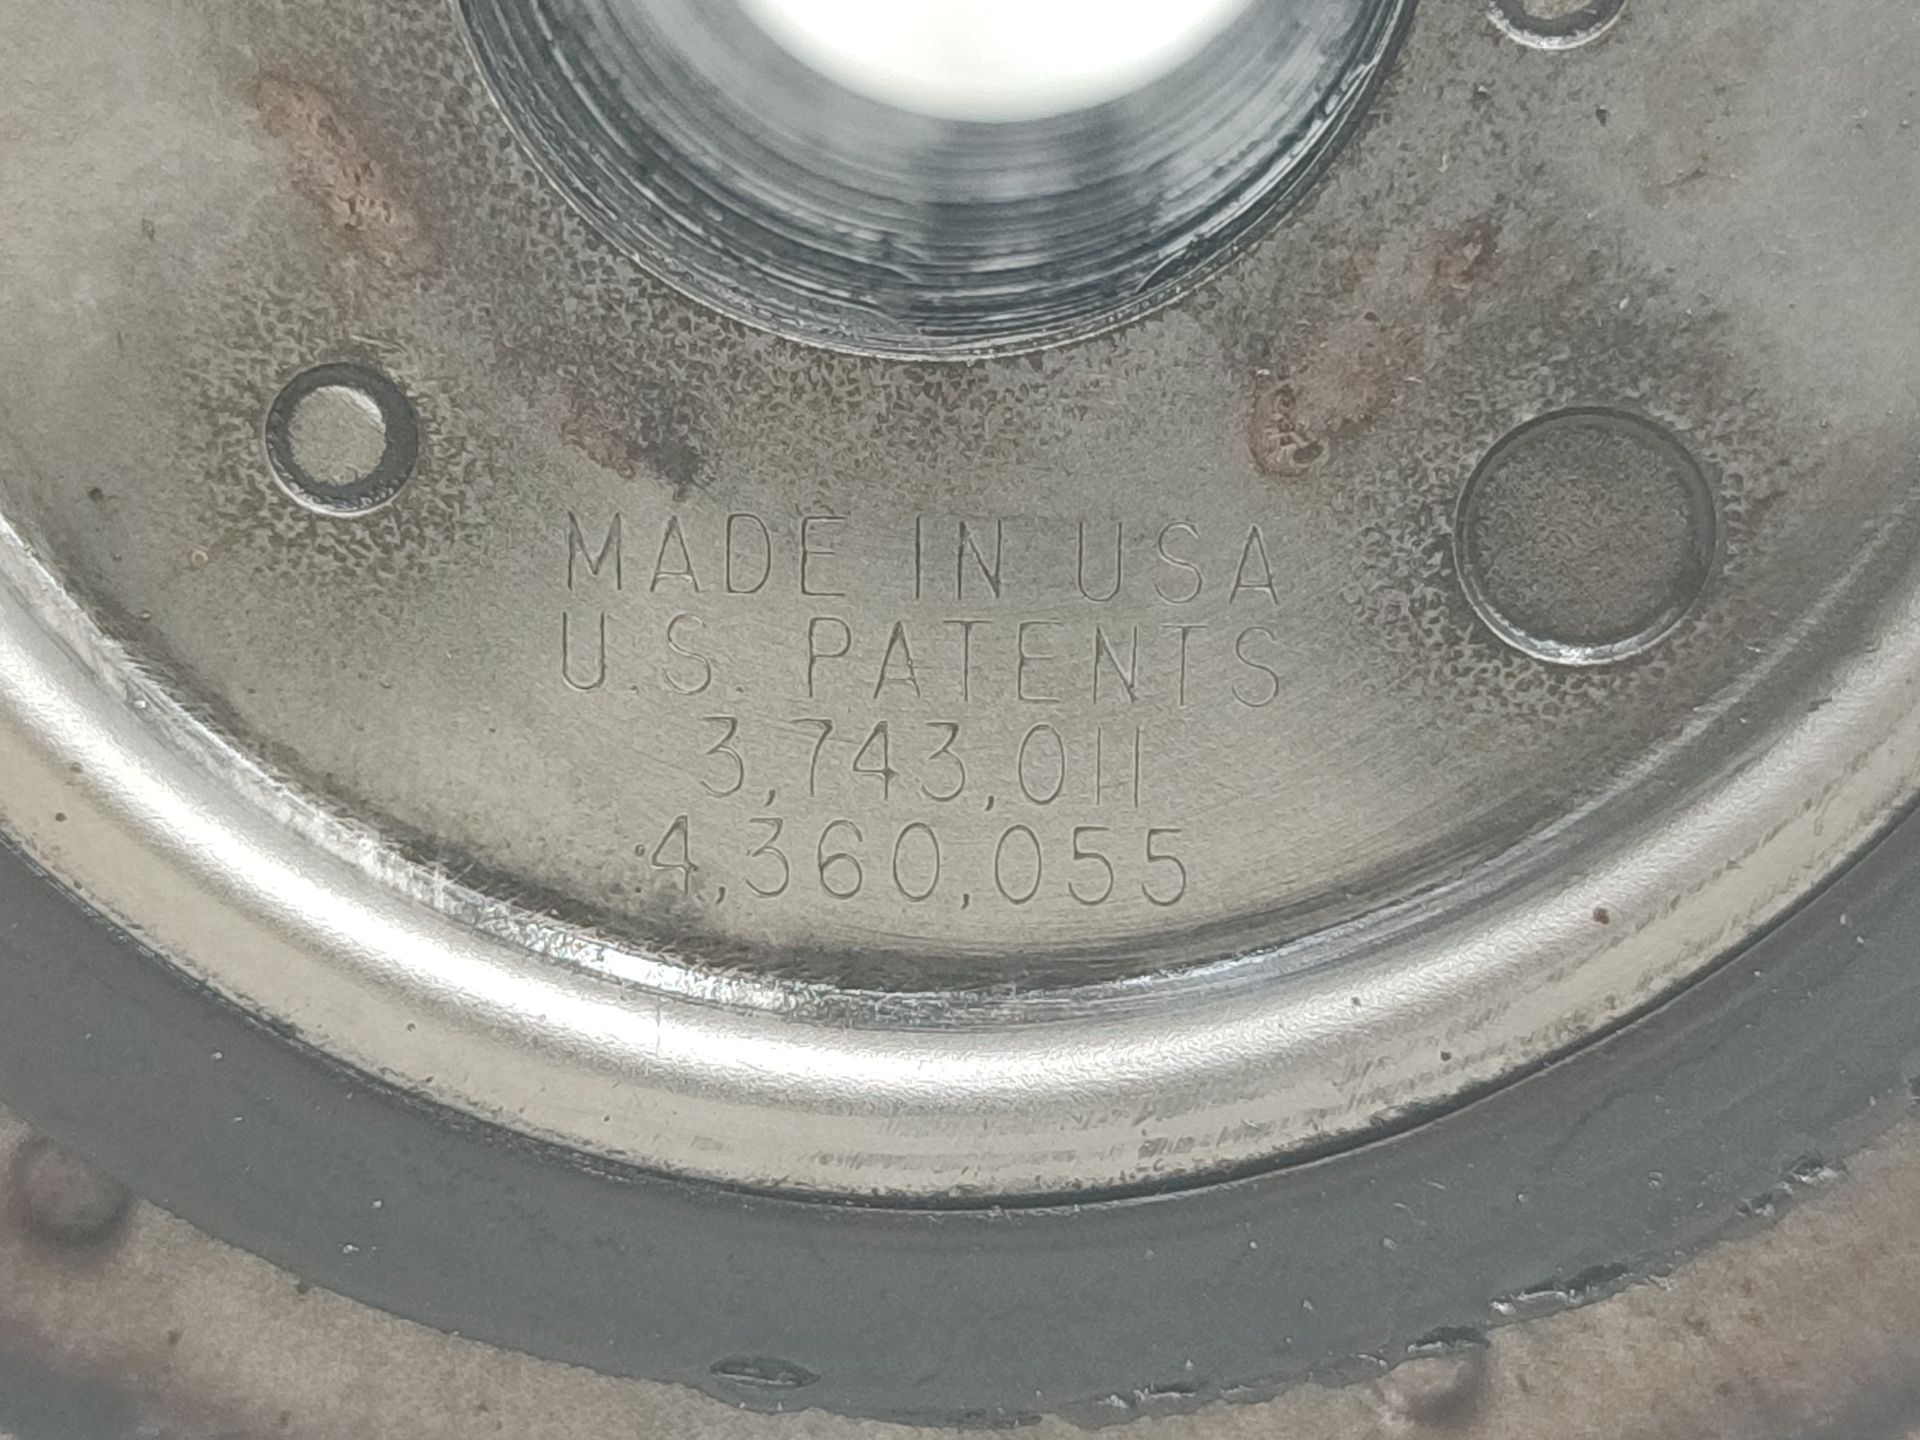 MADE IN USA
U.S. PATENTS
3,743,011
4,360,055